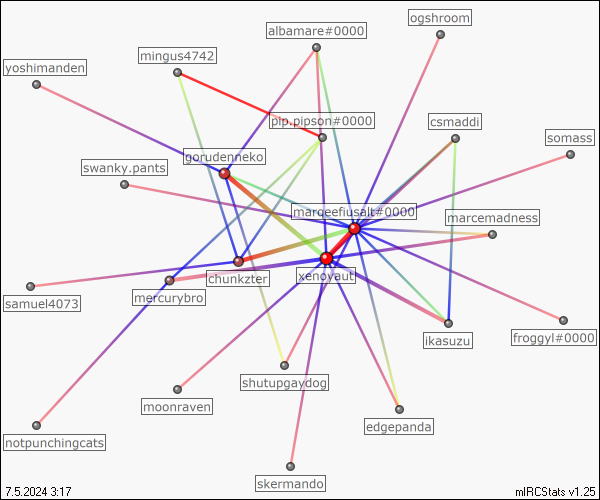 ogshroom
albamare#0000
mingus4742
yoshimanden
pip.pipson#0000
csmaddi
somass
gorudenneko
swanky.pants
marqeefiusalt#0000
marcemadness
chunkzter
xenoyaut
samuel4073
mercurybro
froggyl#0000
ikasuzu
shutupgaydog
moonraven
edgepanda
notpunchingcats
skermando
7.5.2024 3:17
mIRCStats v1.25